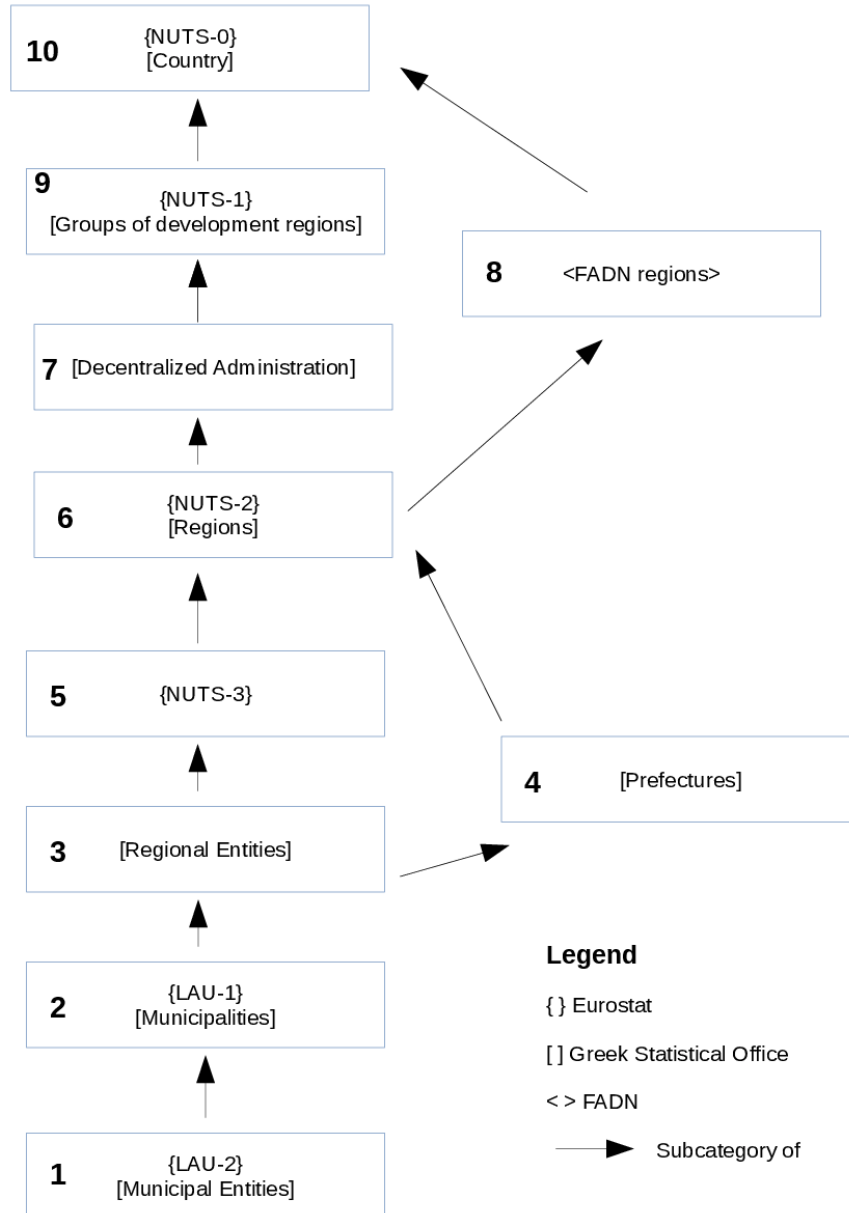 10
{NUTS-0}
[Country]
9
{NUTS-1}
[Groups of development regions]
8
<FADN regions>
7
[Decentralized Administration]
6
{NUTS-2}
[Regions]
5
{NUTS-3}
4
[Prefectures]
3
[Regional Entities]
2
{LAU-1}
[Municipalities]
1
{LAU-2}
[Municipal Entities]
Legend
{ } Eurostat
[ ] Greek Statistical Office
< > FADN
Subcategory of